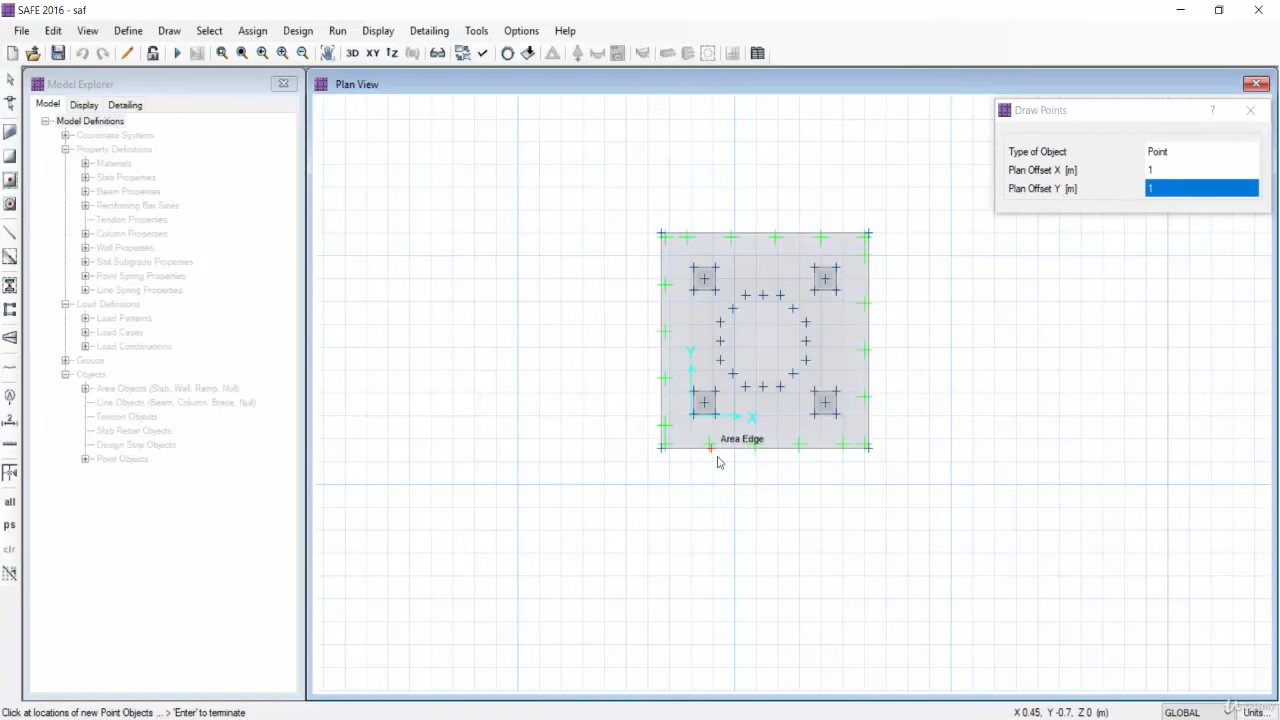 SAFE 2016 - saf
File Edit View Define Draw Select Assign Design Run Display Detailing Tools Options Help
3D XY
Model Explorer
Model Display Detailing
Model Definitions
Coordinate Systems
Property Definitions
Materials
Slab Properties
Beam Properties
Reinforcing Bar Sizes
Tendon Properties
Column Properties
Wall Properties
Soil Subgrade Properties
Point Spring Properties
Line Spring Properties
Load Definitions
Load Patterns
Load Cases
Load Combinations
Groups
Objects
Area Objects (Slab, Wall, Ramp, Null)
Line Objects (Beam, Column, Brace, Null)
Tendon Objects
Slab Rebar Objects
Design Strip Objects
Point Objects
all
ps
clr
Plan View
Draw Points ?
Type of Object Point
Plan Offset X [m] 1
Plan Offset Y [m] 1
Y
X
Area Edge
Click at locations of new Point Objects ... > 'Enter' to terminate
X 0.45, Y -0.7, Z 0 (m)
GLOBAL
Units...